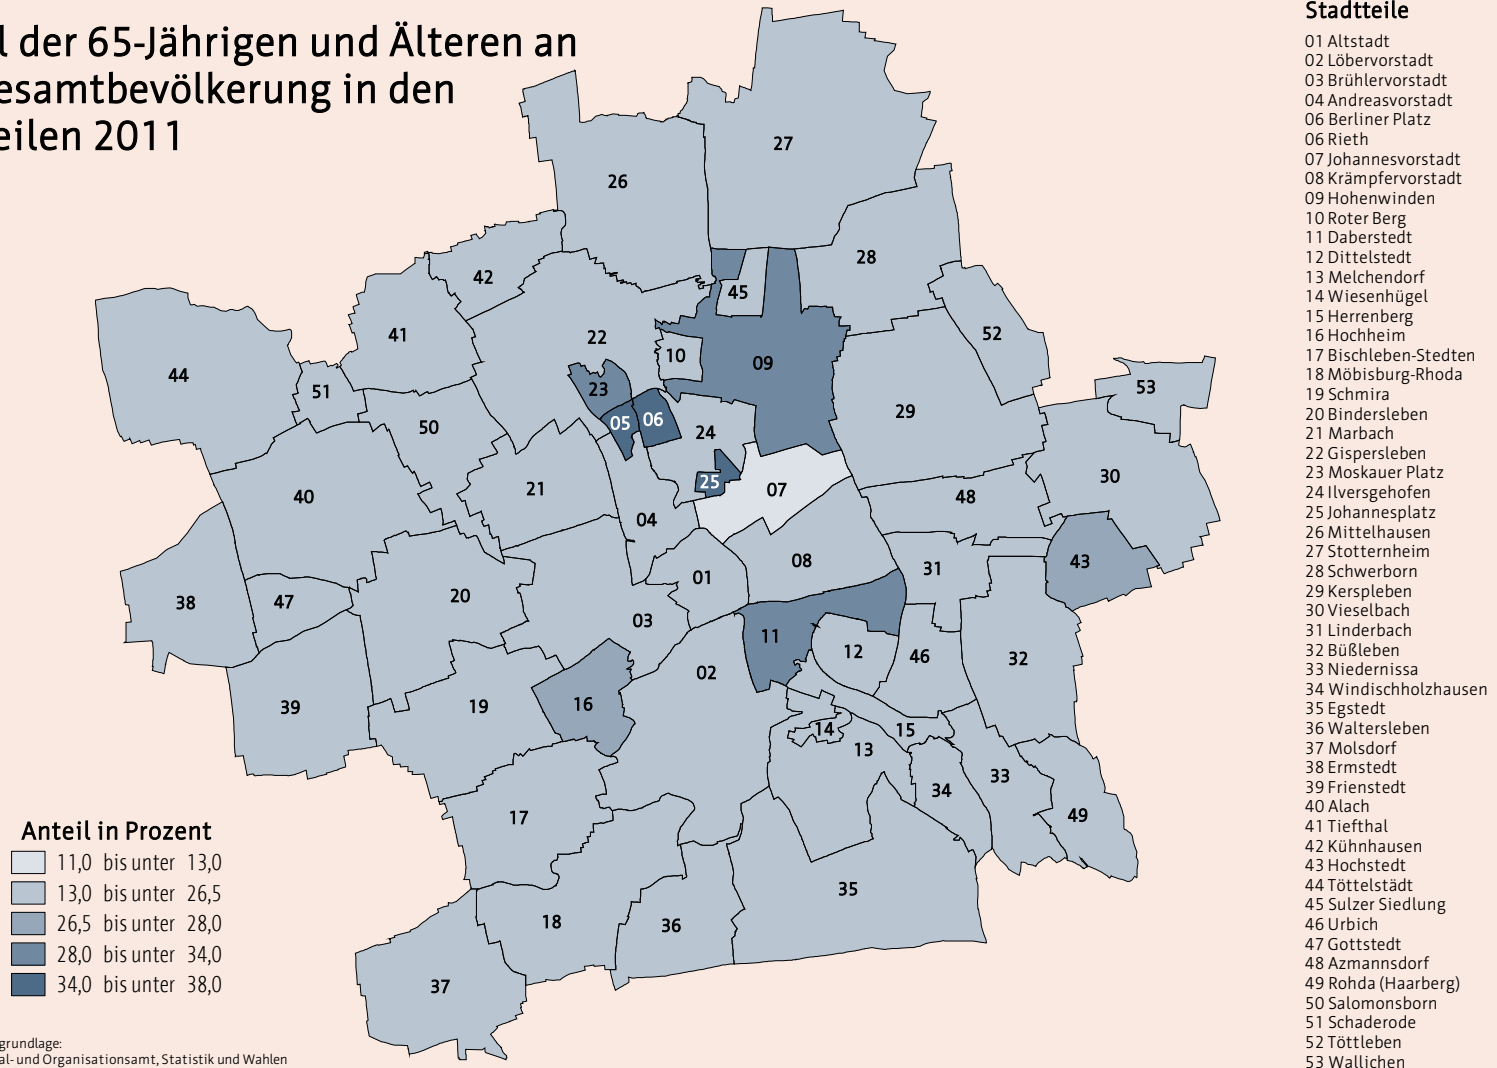 l der 65-Jährigen und Älteren an
esamtbevölkerung in den
eilen 2011
Stadtteile
01 Altstadt
02 Löbervorstadt
03 Brühlervorstadt
04 Andreasvorstadt
06 Berliner Platz
06 Rieth
07 Johannesvorstadt
08 Krämpfervorstadt
09 Hohenwinden
10 Roter Berg
11 Daberstedt
12 Dittelstedt
13 Melchendorf
14 Wiesenhügel
15 Herrenberg
16 Hochheim
17 Bischleben-Stedten
18 Möbisburg-Rhoda
19 Schmira
20 Bindersleben
21 Marbach
22 Gispersleben
23 Moskauer Platz
24 Ilversgehofen
25 Johannesplatz
26 Mittelhausen
27 Stotternheim
28 Schwerborn
29 Kerspleben
30 Vieselbach
31 Linderbach
32 Büßleben
33 Niedernissa
34 Windischholzhausen
35 Egstedt
36 Waltersleben
37 Molsdorf
38 Ermstedt
39 Frienstedt
40 Alach
41 Tiefthal
42 Kühnhausen
43 Hochstedt
44 Töttelstädt
45 Sulzer Siedlung
46 Urbich
47 Gottstedt
48 Azmannsdorf
49 Rohda (Haarberg)
50 Salomonsborn
51 Schaderode
52 Töttleben
53 Wallichen
27
26
28
42
45
52
41
22
10
09
44
53
51
23
29
50
05
06
24
30
25
21
07
40
48
04
43
08
31
01
38
47
20
03
11
12
46
32
02
16
39
19
14
15
13
33
34
17
49
35
18
36
37
Anteil in Prozent
11,0 bis unter 13,0
13,0 bis unter 26,5
26,5 bis unter 28,0
28,0 bis unter 34,0
34,0 bis unter 38,0
grundlage:
al- und Organisationsamt, Statistik und Wahlen